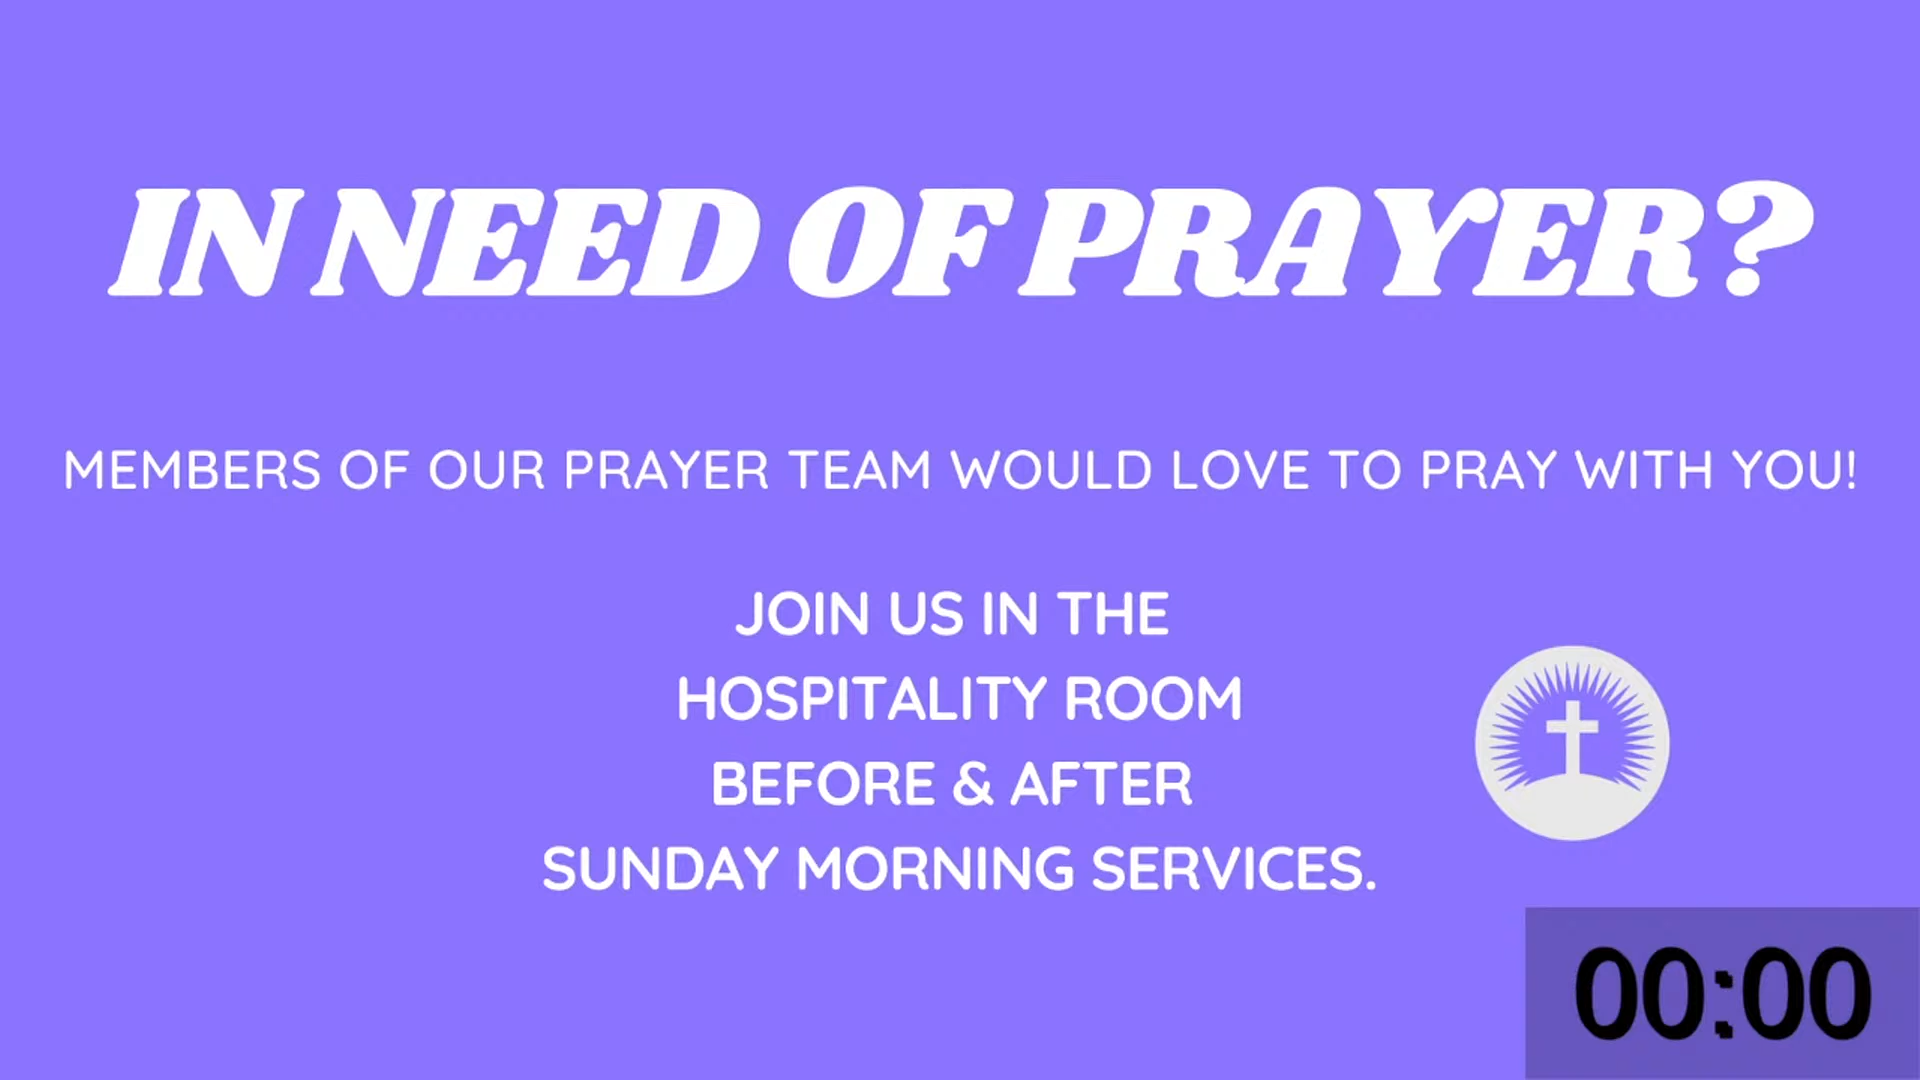 IN NEED OF PRAYER?
MEMBERS OF OUR PRAYER TEAM WOULD LOVE TO PRAY WITH YOU!
JOIN US IN THE
HOSPITALITY ROOM
BEFORE & AFTER
SUNDAY MORNING SERVICES.
00:00